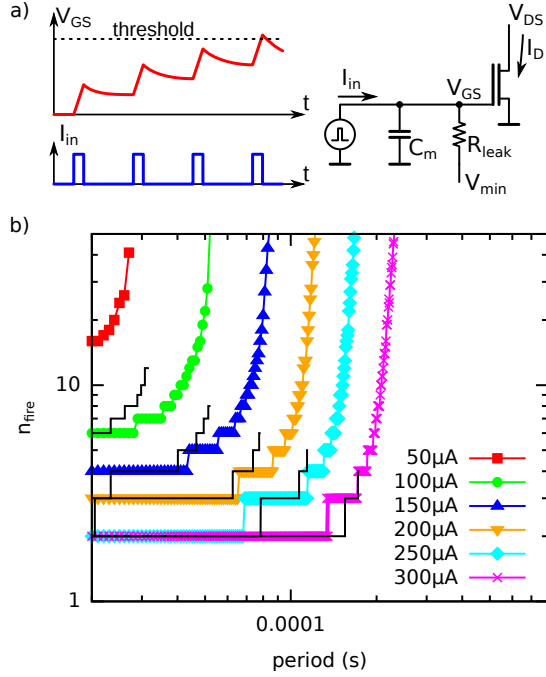 a)
V_GS
threshold
t
I_in
t
V_DS
I_D
I_in
V_GS
C_m
R_leak
V_min
b)
n_fire
10
1
50µA
100µA
150µA
200µA
250µA
300µA
0.0001
period (s)